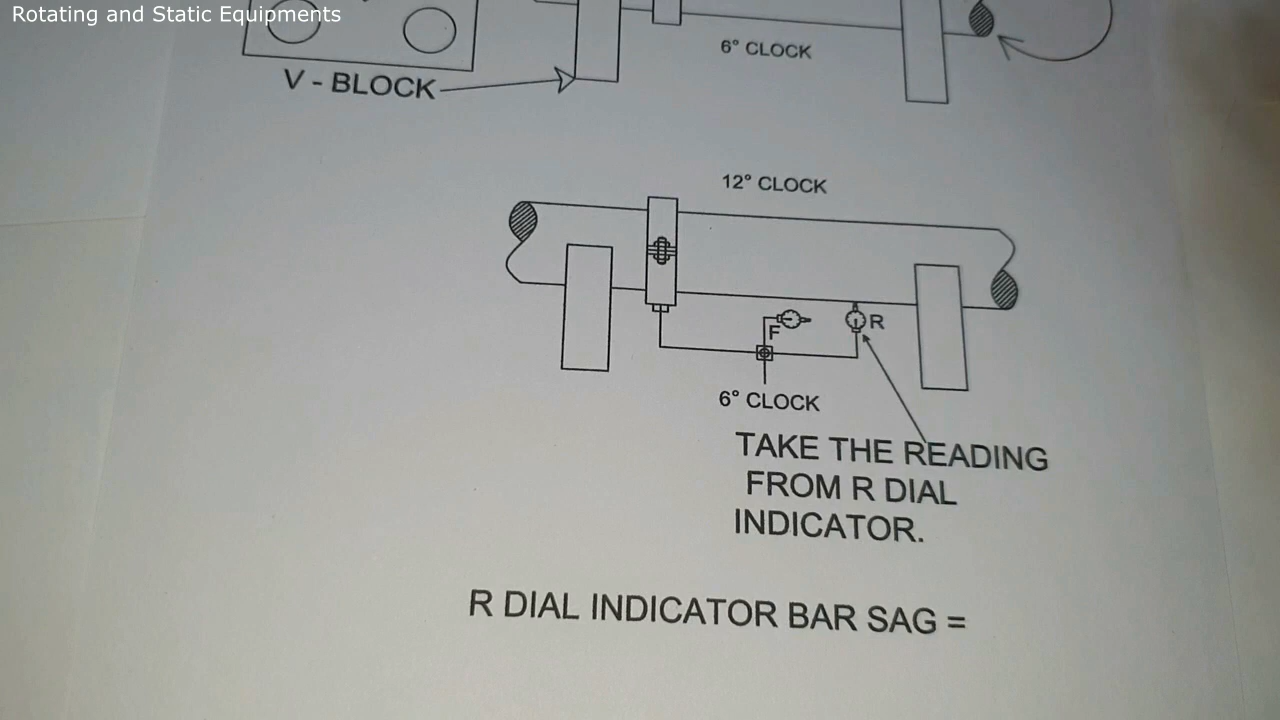 Rotating and Static Equipments
6° CLOCK
V - BLOCK
12° CLOCK
F
R
6° CLOCK
TAKE THE READING
FROM R DIAL
INDICATOR.
R DIAL INDICATOR BAR SAG =